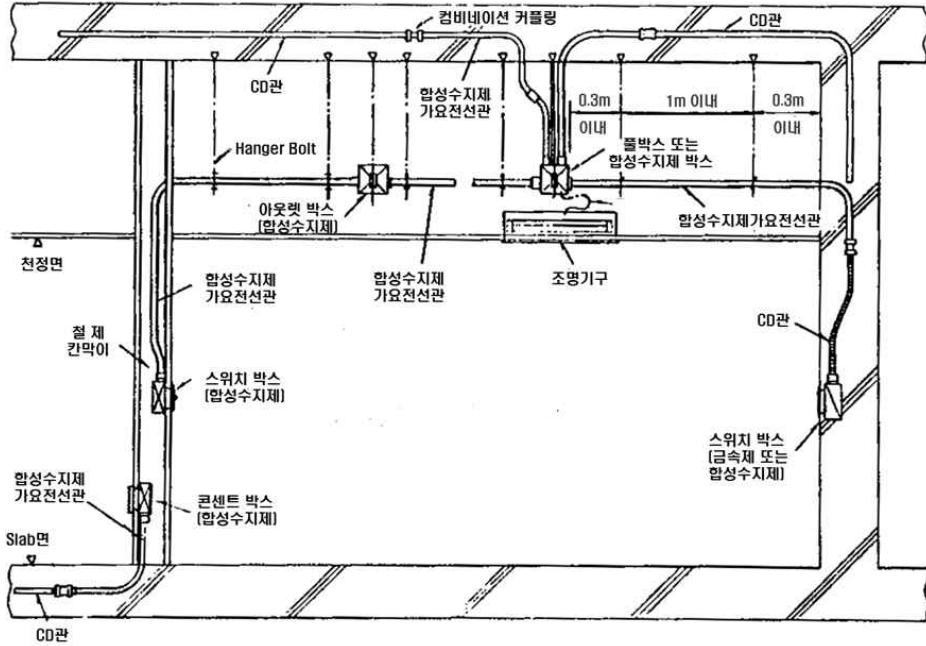 컴비네이션 커플링
CD관
CD관
합성수지제
가요전선관
0.3m
이내
1m 이내
0.3m
이내
Hanger Bolt
풀박스 또는
합성수지제 박스
아웃렛 박스
(합성수지제)
합성수지제가요전선관
천정면
합성수지제
가요전선관
합성수지제
가요전선관
조명기구
CD관
철 제
칸막이
스위치 박스
(합성수지제)
스위치 박스
(금속제 또는
합성수지제)
합성수지제
가요전선관
콘센트 박스
(합성수지제)
Slab면
CD관